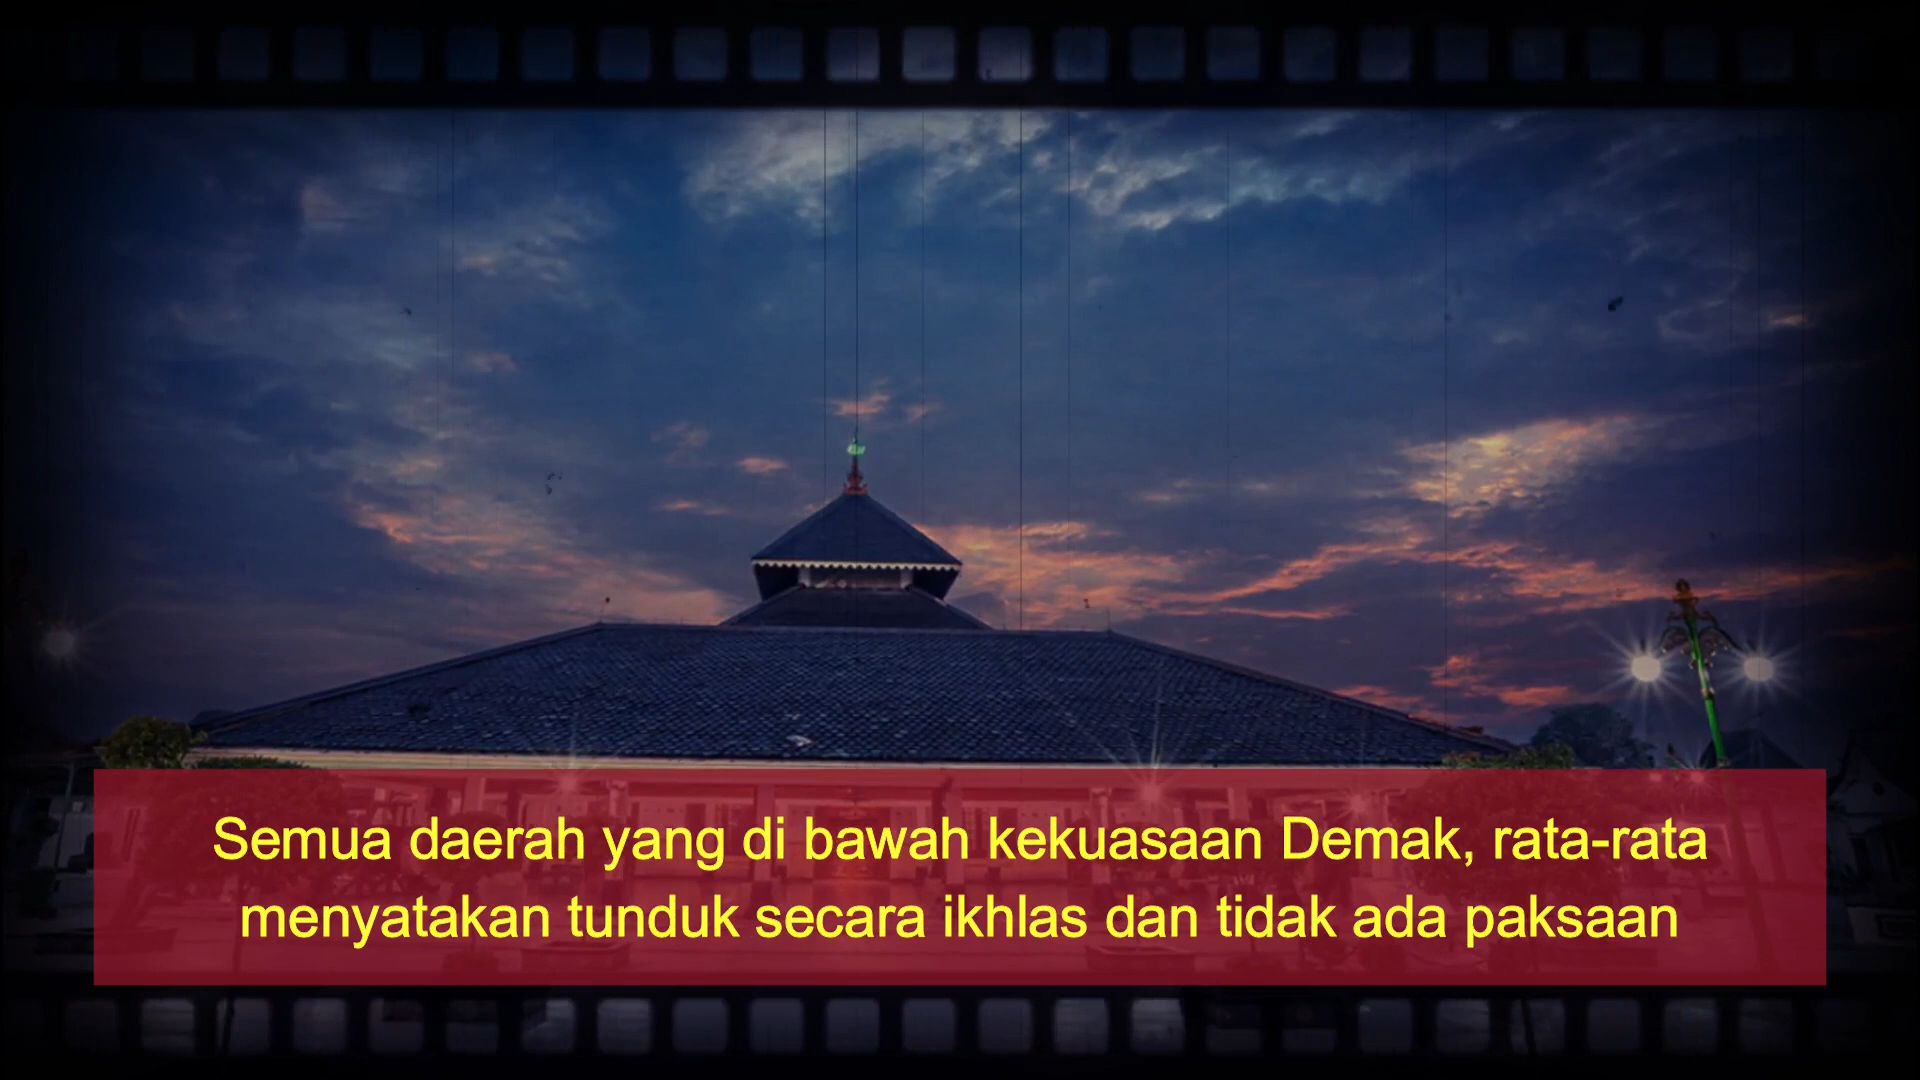 Semua daerah yang di bawah kekuasaan Demak, rata-rata
menyatakan tunduk secara ikhlas dan tidak ada paksaan